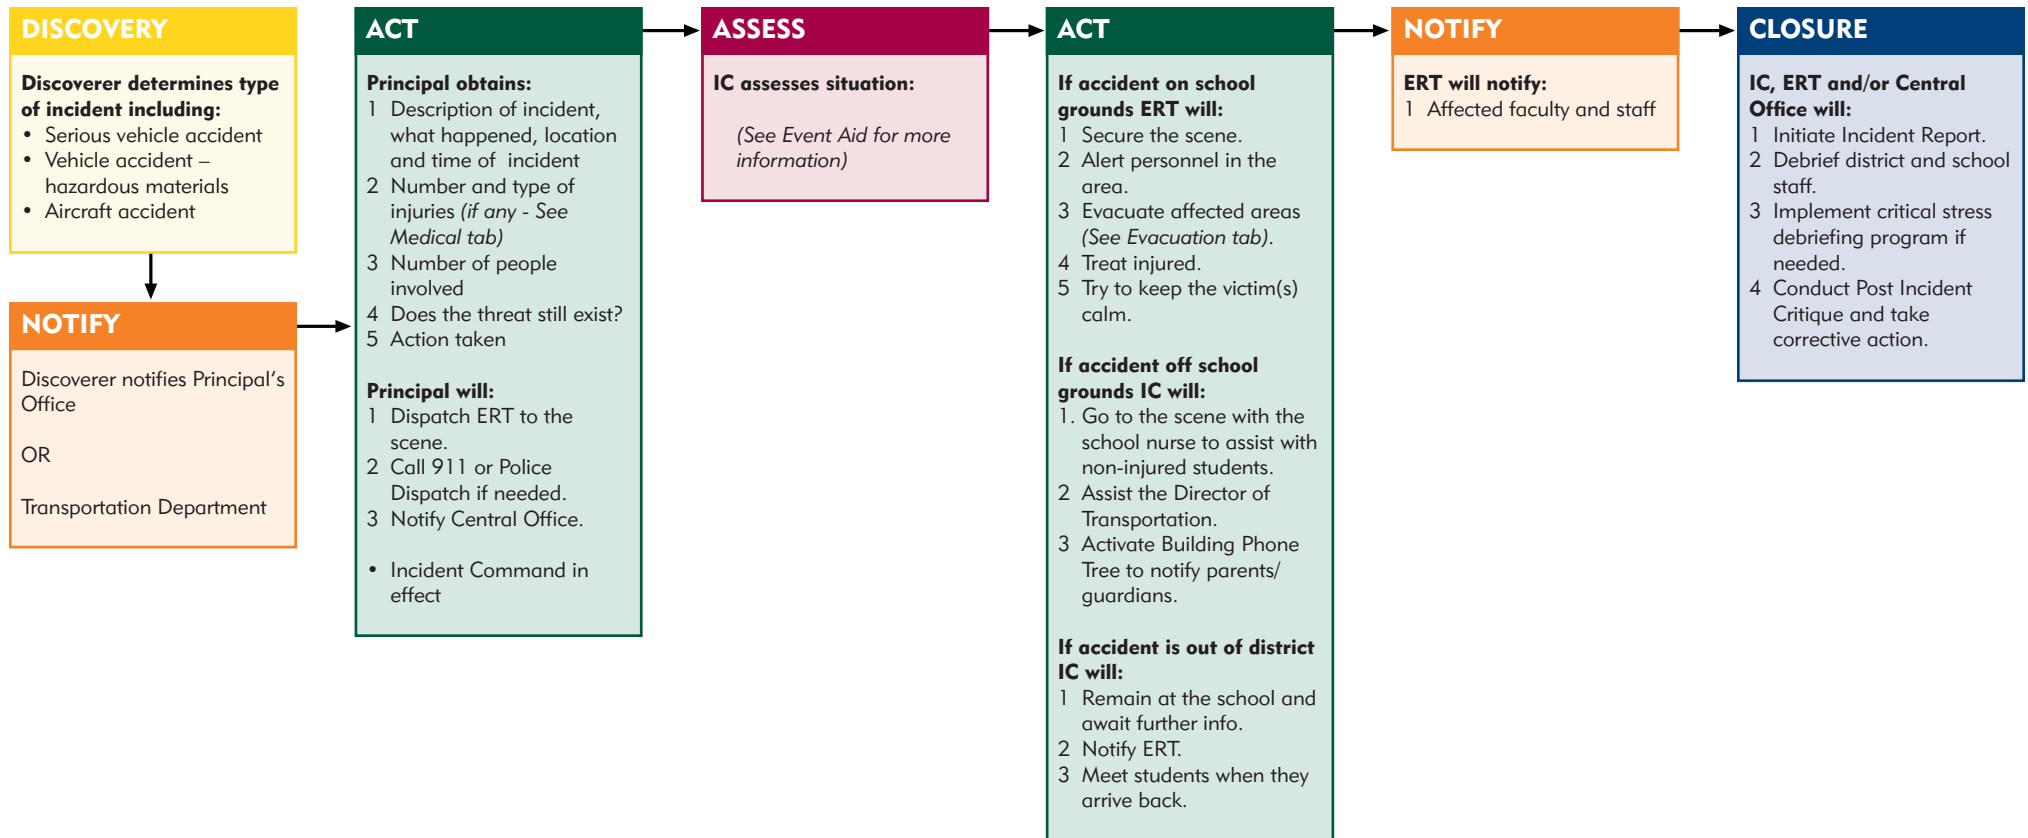 DISCOVERY
Discoverer determines type
of incident including:
• Serious vehicle accident
• Vehicle accident –
hazardous materials
• Aircraft accident
NOTIFY
Discoverer notifies Principal‘s
Office
OR
Transportation Department
ACT
Principal obtains:
1 Description of incident,
what happened, location
and time of incident
2 Number and type of
injuries (if any - See
Medical tab)
3 Number of people
involved
4 Does the threat still exist?
5 Action taken
Principal will:
1 Dispatch ERT to the
scene.
2 Call 911 or Police
Dispatch if needed.
3 Notify Central Office.
• Incident Command in
effect
ASSESS
IC assesses situation:
(See Event Aid for more
information)
ACT
If accident on school
grounds ERT will:
1 Secure the scene.
2 Alert personnel in the
area.
3 Evacuate affected areas
(See Evacuation tab).
4 Treat injured.
5 Try to keep the victim(s)
calm.
If accident off school
grounds IC will:
1. Go to the scene with the
school nurse to assist with
non-injured students.
2 Assist the Director of
Transportation.
3 Activate Building Phone
Tree to notify parents/
guardians.
If accident is out of district
IC will:
1 Remain at the school and
await further info.
2 Notify ERT.
3 Meet students when they
arrive back.
NOTIFY
ERT will notify:
1 Affected faculty and staff
CLOSURE
IC, ERT and/or Central
Office will:
1 Initiate Incident Report.
2 Debrief district and school
staff.
3 Implement critical stress
debriefing program if
needed.
4 Conduct Post Incident
Critique and take
corrective action.